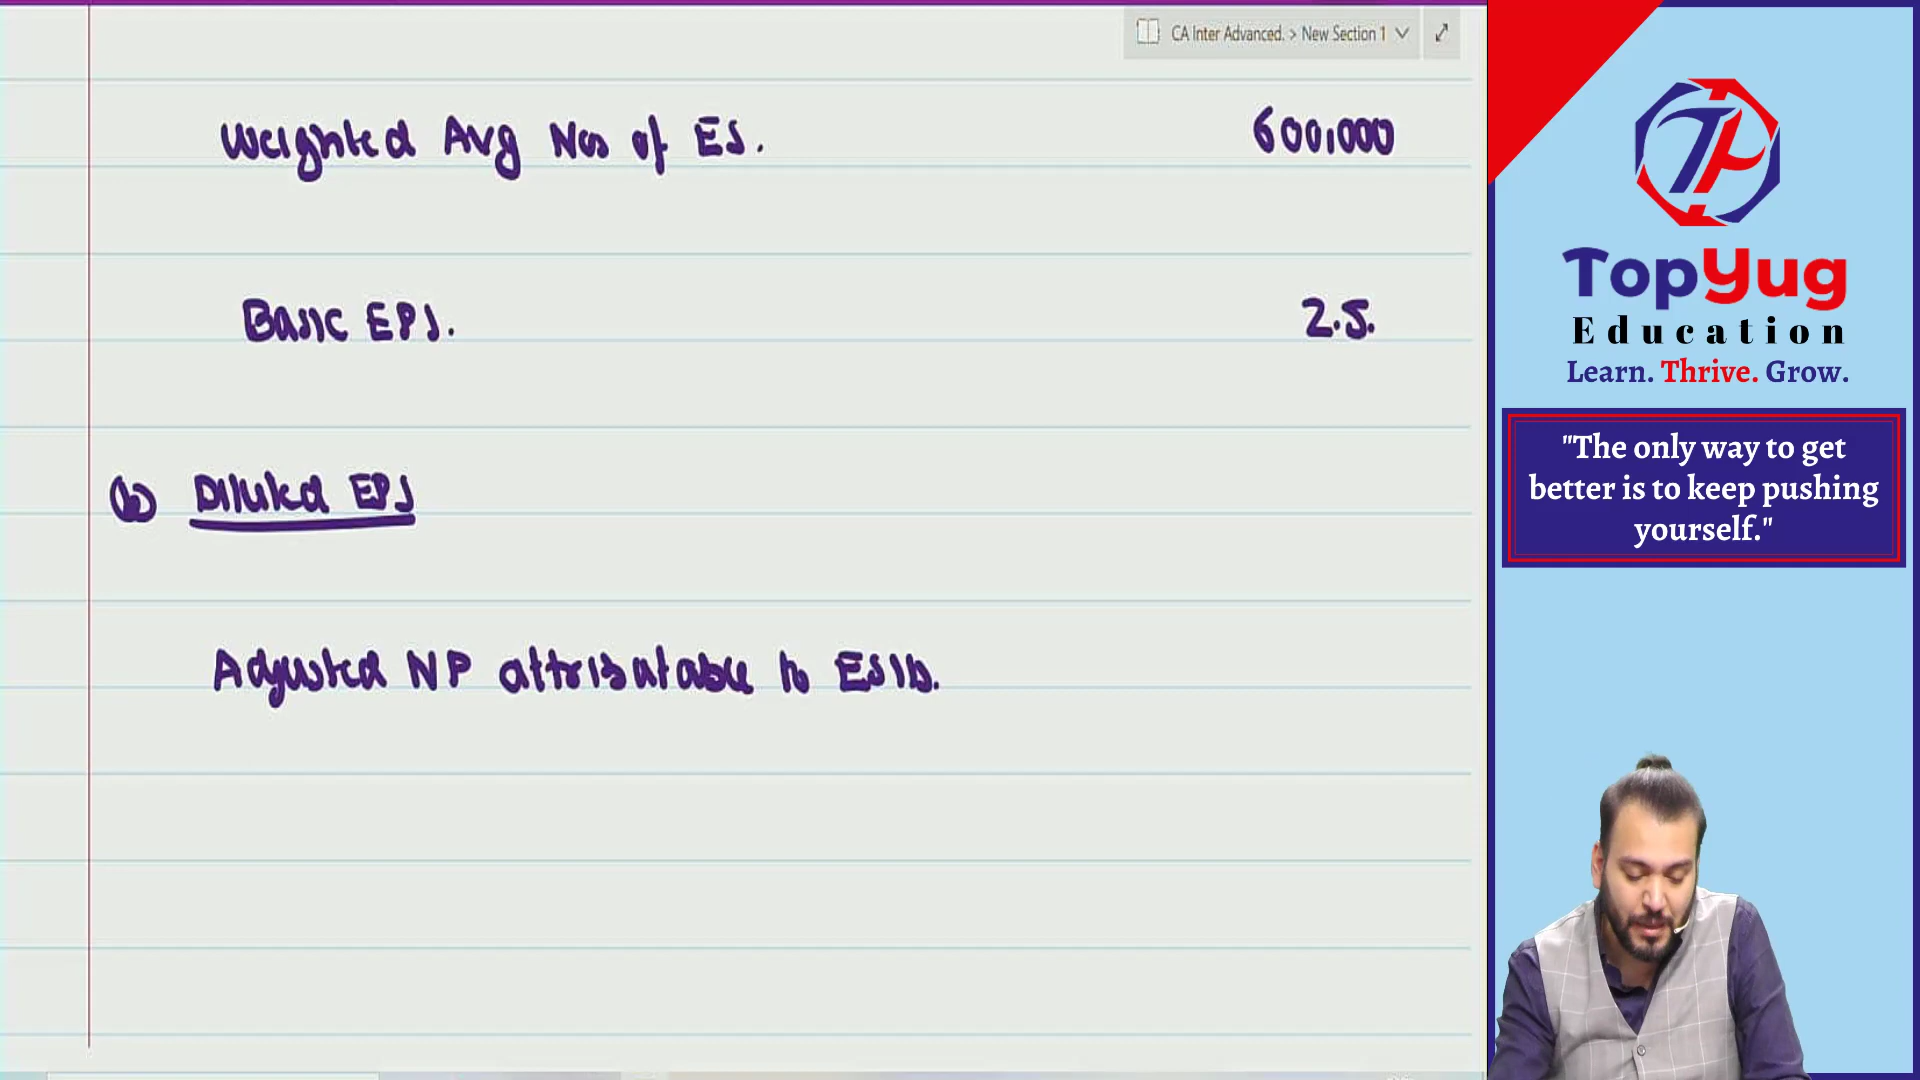 CA Inter Advanced. > New Section 1
Weighted Avg Nos of ES.
600,000
Basic EPS.
2.5.
(b) Diluted EPS
Adjusted NP attributable to ESHs.
TopYug
Education
Learn. Thrive. Grow.
"The only way to get
better is to keep pushing
yourself."